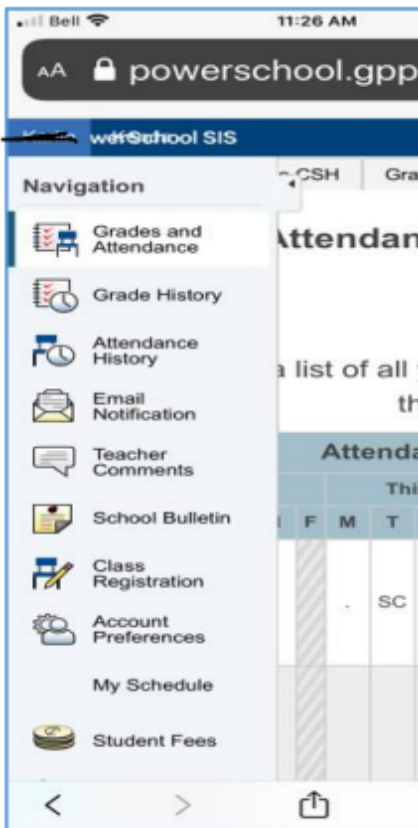 Bell 11:26 AM
AA powerschool.gpp
werSchool SIS
Navigation
CSH Gra
Grades and
Attendance
Attendan
Grade History
Attendance
History
a list of all
th
Email
Notification
Teacher
Comments
Attenda
Thi
School Bulletin
F M T
Class
Registration
. SC
Account
Preferences
My Schedule
Student Fees